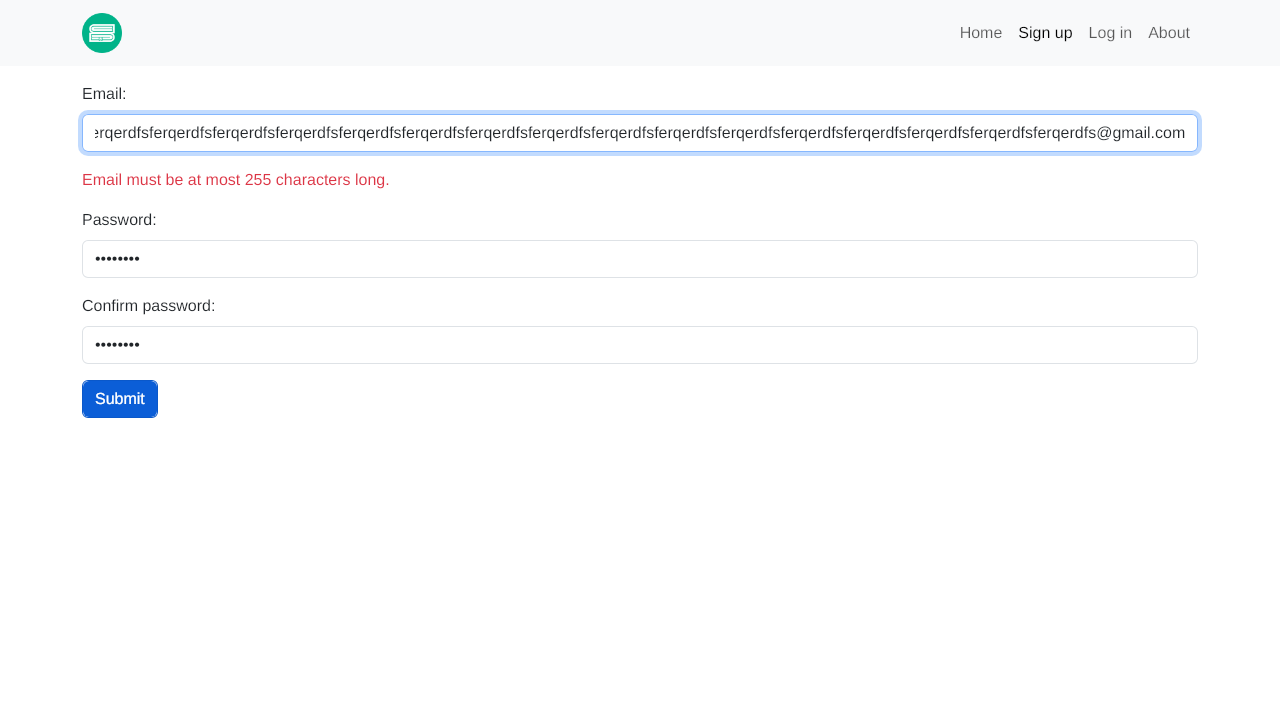 Home Sign up Log in About
Email:
erqerdfsferqerdfsferqerdfsferqerdfsferqerdfsferqerdfsferqerdfsferqerdfsferqerdfsferqerdfsferqerdfsferqerdfsferqerdfsferqerdfsferqerdfsferqerdfs@gmail.com
Email must be at most 255 characters long.
Password:
••••••••
Confirm password:
••••••••
Submit